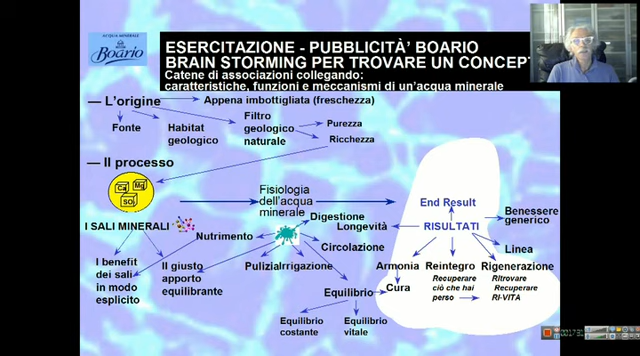 ACQUA MINERALE
Boario
ESERCITAZIONE - PUBBLICITÀ' BOARIO
BRAIN STORMING PER TROVARE UN CONCEPT
Catene di associazioni collegando:
caratteristiche, funzioni e meccanismi di un'acqua minerale
— L'origine
Appena imbottigliata (freschezza)
Fonte
Habitat
geologico
Filtro
geologico
naturale
Purezza
Ricchezza
— Il processo
Ca
Mg
SO
Fisiologia
dell'acqua
minerale
I SALI MINERALI
Nutrimento
Digestione
Longevità
Circolazione
Pulizia
Irrigazione
I benefit
dei sali
in modo
esplicito
Il giusto
apporto
equilibrante
Equilibrio
Equilibrio
costante
Equilibrio
vitale
End Result
RISULTATI
Benessere
generico
Linea
Armonia
Cura
Reintegro
Recuperare
ciò che hai
perso
Rigenerazione
Ritrovare
Recuperare
RI-VITA